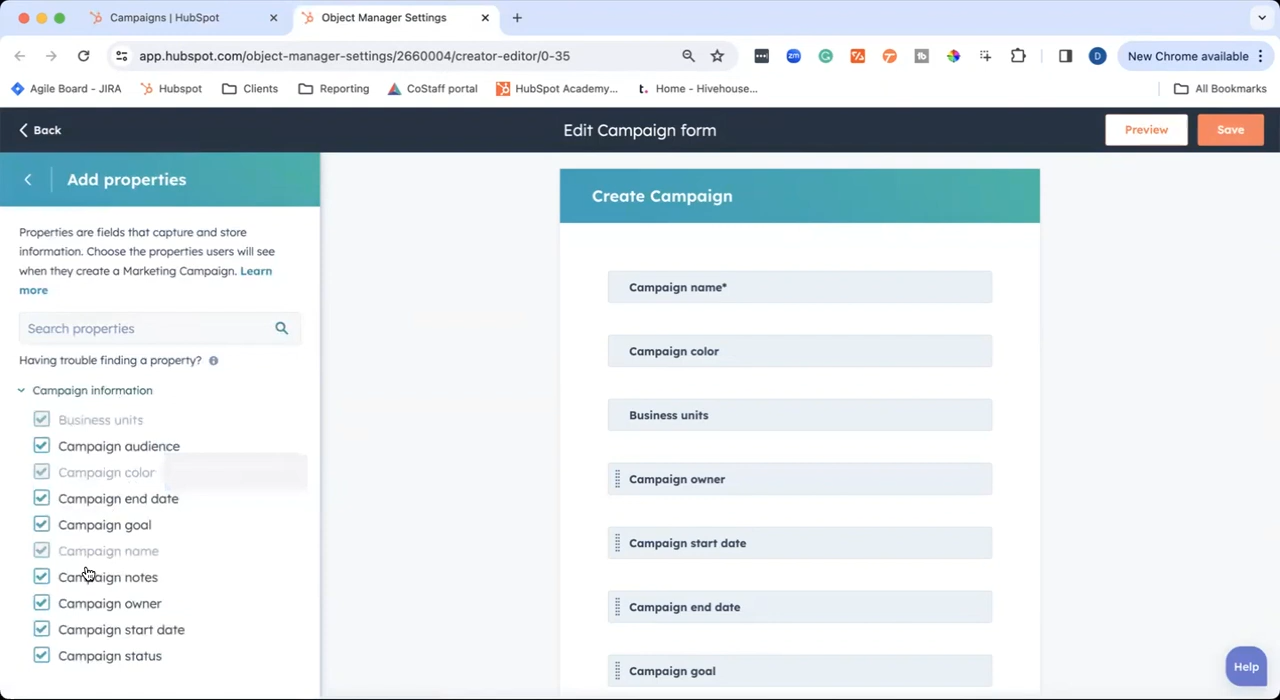 Campaigns | HubSpot
Object Manager Settings
app.hubspot.com/object-manager-settings/2660004/creator-editor/0-35
zm
D
New Chrome available
Agile Board - JIRA
Hubspot
Clients
Reporting
CoStaff portal
HubSpot Academy...
t. Home - Hivehouse...
All Bookmarks
Back
Edit Campaign form
Preview
Save
Add properties
Properties are fields that capture and store
information. Choose the properties users will see
when they create a Marketing Campaign. Learn
more
Search properties
Having trouble finding a property?
Campaign information
Business units
Campaign audience
Campaign color
Campaign end date
Campaign goal
Campaign name
Campaign notes
Campaign owner
Campaign start date
Campaign status
Create Campaign
Campaign name*
Campaign color
Business units
Campaign owner
Campaign start date
Campaign end date
Campaign goal
Help